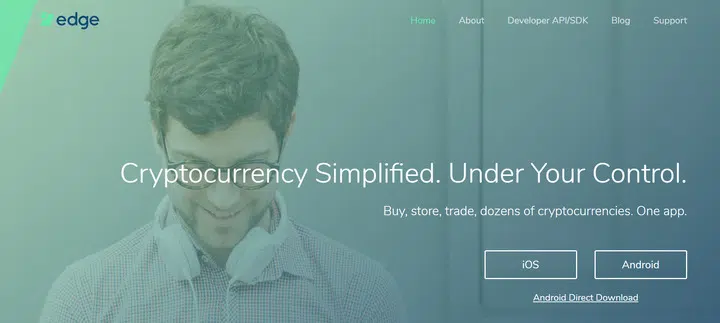 edge
Home About Developer API/SDK Blog Support
Cryptocurrency Simplified. Under Your Control.
Buy, store, trade, dozens of cryptocurrencies. One app.
iOS Android
Android Direct Download